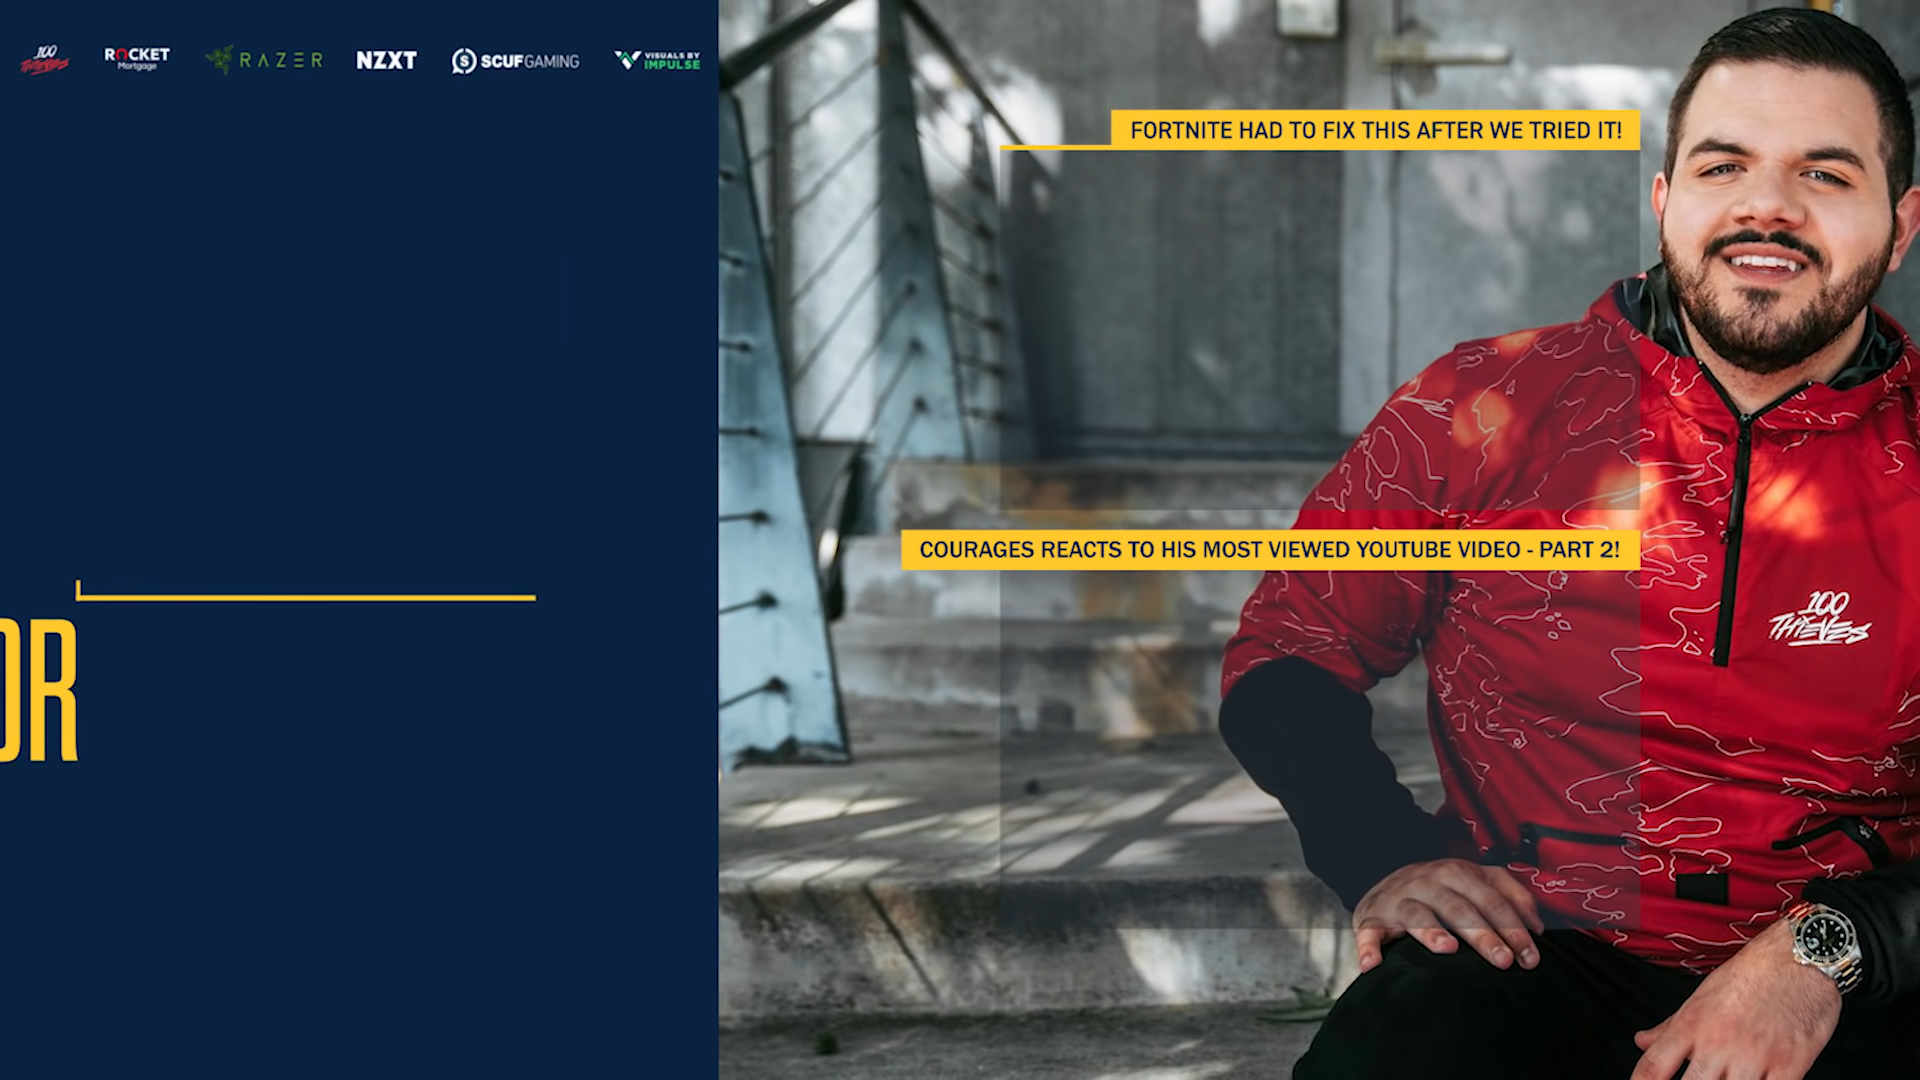 100 THIEVES
ROCKET Mortgage
RAZER
NZXT
SCUFGAMING
VISUALS BY IMPULSE
FORTNITE HAD TO FIX THIS AFTER WE TRIED IT!
COURAGES REACTS TO HIS MOST VIEWED YOUTUBE VIDEO - PART 2!
100 THIEVES
OR